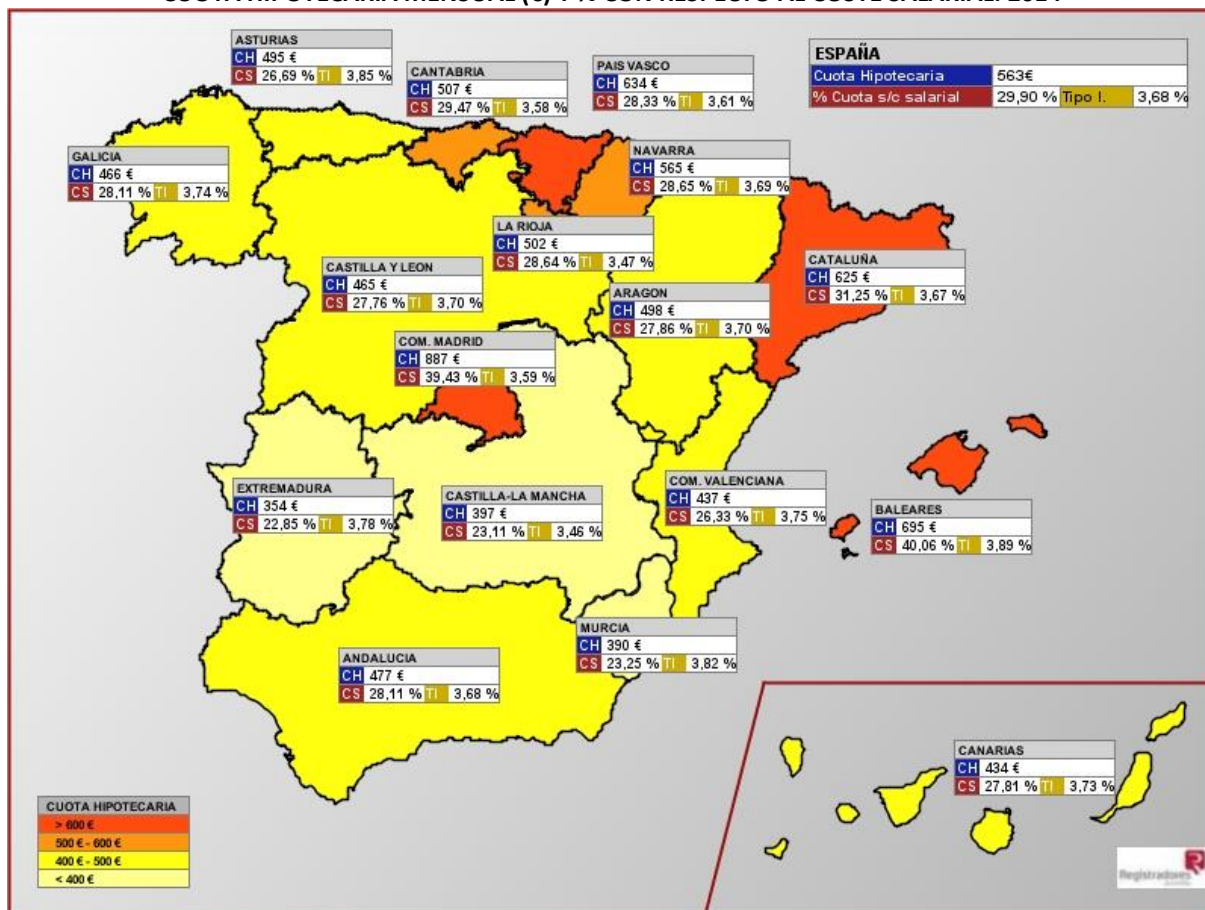 CUOTA HIPOTECARIA MENSUAL (€) Y % CON RESPECTO AL COSTE SALARIAL. 2014
ASTURIAS
CH 495 €
CS 26,69 % TI 3,85 %
CANTABRIA
CH 507 €
CS 29,47 % TI 3,58 %
PAIS VASCO
CH 634 €
CS 28,33 % TI 3,61 %
ESPAÑA
Cuota Hipotecaria 563€
% Cuota s/c salarial 29,90 % Tipo I. 3,68 %
GALICIA
CH 466 €
CS 28,11 % TI 3,74 %
NAVARRA
CH 565 €
CS 28,65 % TI 3,69 %
LA RIOJA
CH 502 €
CS 28,64 % TI 3,47 %
CASTILLA Y LEON
CH 465 €
CS 27,76 % TI 3,70 %
CATALUÑA
CH 625 €
CS 31,25 % TI 3,67 %
ARAGON
CH 498 €
CS 27,86 % TI 3,70 %
COM. MADRID
CH 887 €
CS 39,43 % TI 3,59 %
EXTREMADURA
CH 354 €
CS 22,85 % TI 3,78 %
CASTILLA-LA MANCHA
CH 397 €
CS 23,11 % TI 3,46 %
COM. VALENCIANA
CH 437 €
CS 26,33 % TI 3,75 %
BALEARES
CH 695 €
CS 40,06 % TI 3,89 %
MURCIA
CH 390 €
CS 23,25 % TI 3,82 %
ANDALUCIA
CH 477 €
CS 28,11 % TI 3,68 %
CANARIAS
CH 434 €
CS 27,81 % TI 3,73 %
CUOTA HIPOTECARIA
> 600 €
500 € - 600 €
400 € - 500 €
< 400 €
Registradores